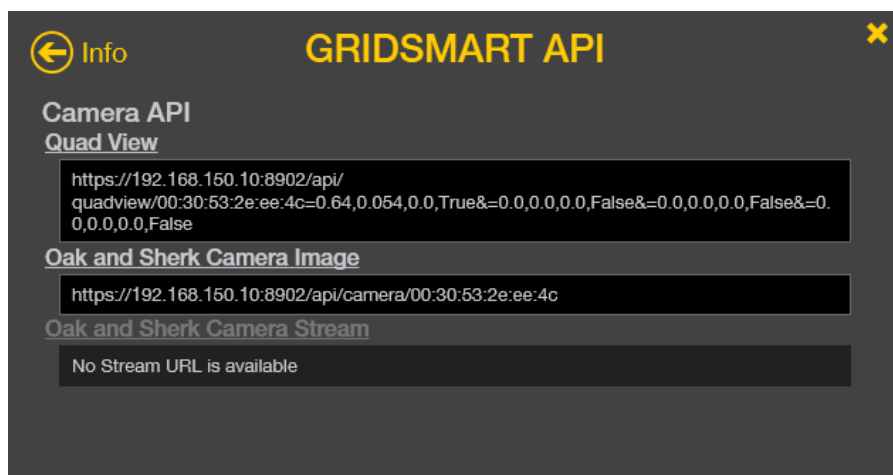 Info
GRIDSMART API
Camera API
Quad View
https://192.168.150.10:8902/api/
quadview/00:30:53:2e:ee:4c=0.64,0.054,0.0,True&=0.0,0.0,0.0,False&=0.0,0.0,0.0,False&=0.
0,0.0,0.0,False
Oak and Sherk Camera Image
https://192.168.150.10:8902/api/camera/00:30:53:2e:ee:4c
Oak and Sherk Camera Stream
No Stream URL is available